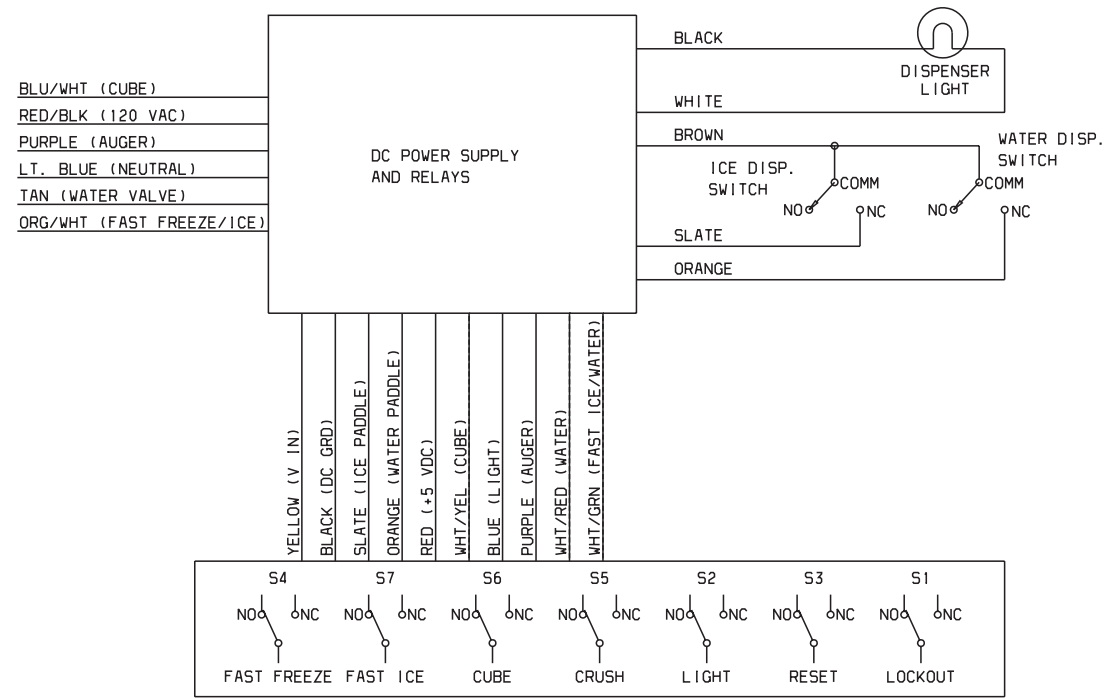 BLACK
DISPENSER
LIGHT
BLU/WHT (CUBE)
RED/BLK (120 VAC)
WHITE
PURPLE (AUGER)
BROWN
WATER DISP.
SWITCH
LT. BLUE (NEUTRAL)
DC POWER SUPPLY
AND RELAYS
ICE DISP.
SWITCH
COMM
COMM
TAN (WATER VALVE)
NO
NC
NO
NC
ORG/WHT (FAST FREEZE/ICE)
SLATE
ORANGE
YELLOW (V IN)
BLACK (DC GRD)
SLATE (ICE PADDLE)
ORANGE (WATER PADDLE)
RED (+5 VDC)
WHT/YEL (CUBE)
BLUE (LIGHT)
PURPLE (AUGER)
WHT/RED (WATER)
WHT/GRN (FAST ICE/WATER)
S4 S7 S6 S5 S2 S3 S1
NO NC NO NC NO NC NO NC NO NC NO NC NO NC
FAST FREEZE FAST ICE CUBE CRUSH LIGHT RESET LOCKOUT